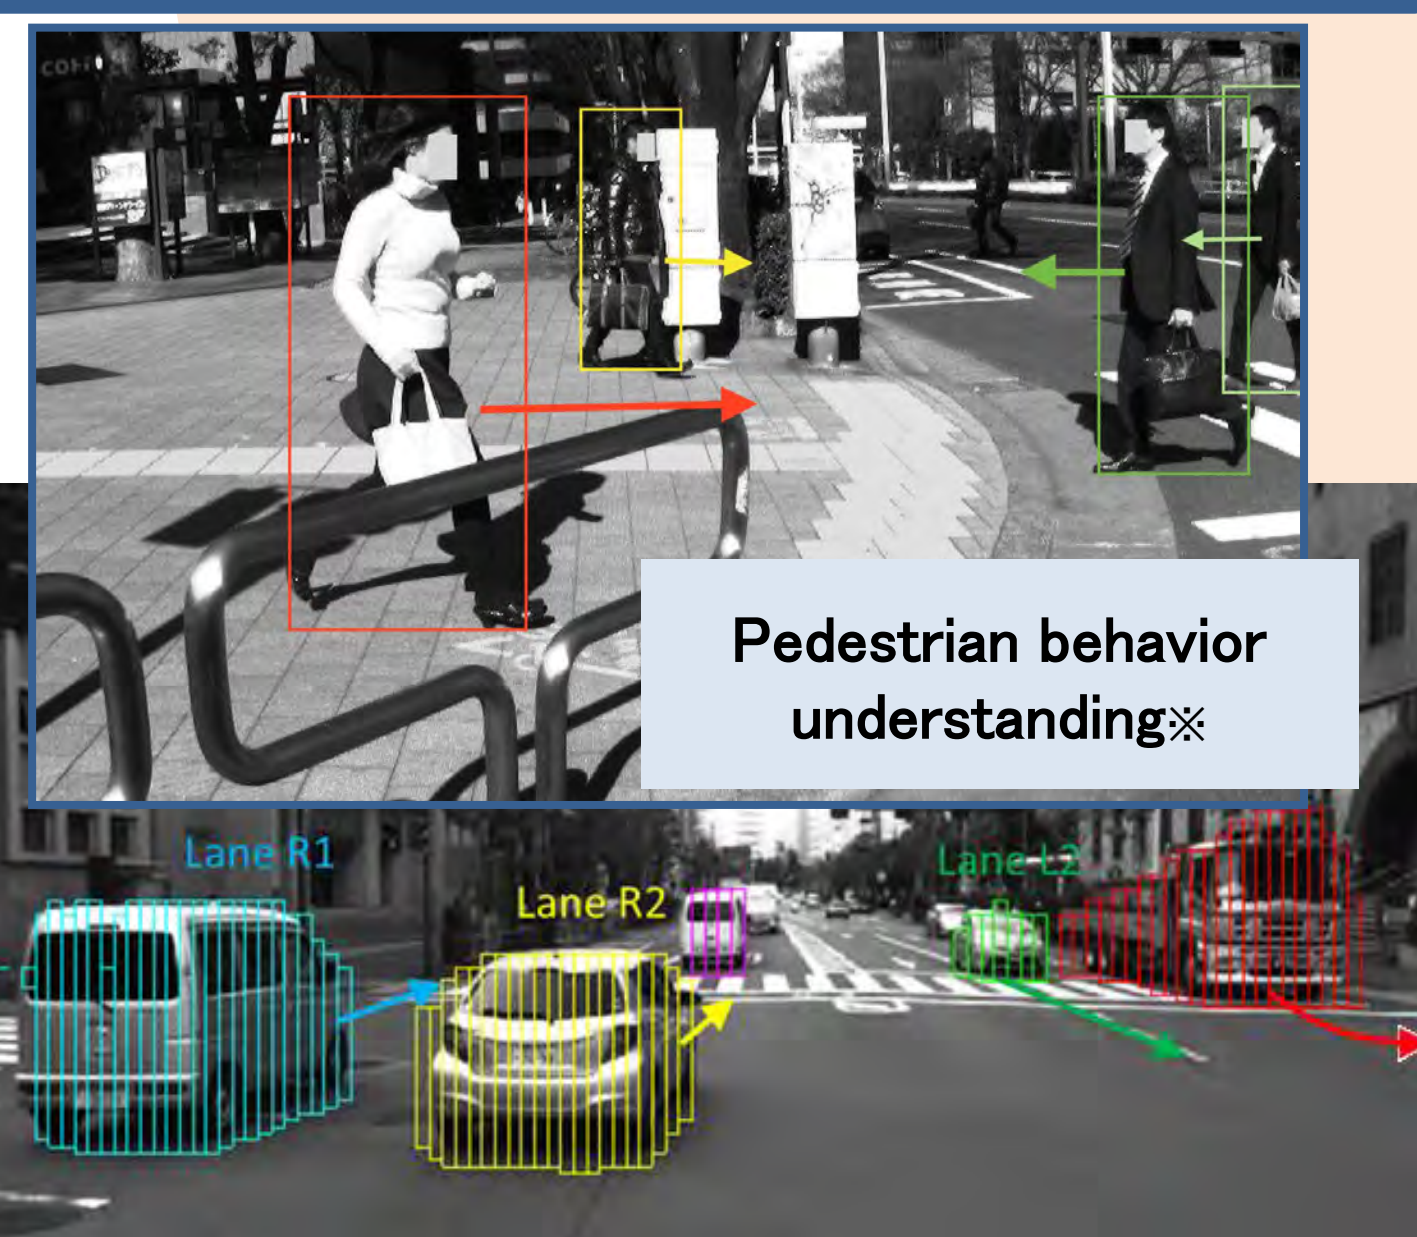 Pedestrian behavior
understanding※
Lane R1
Lane R2
Lane L2